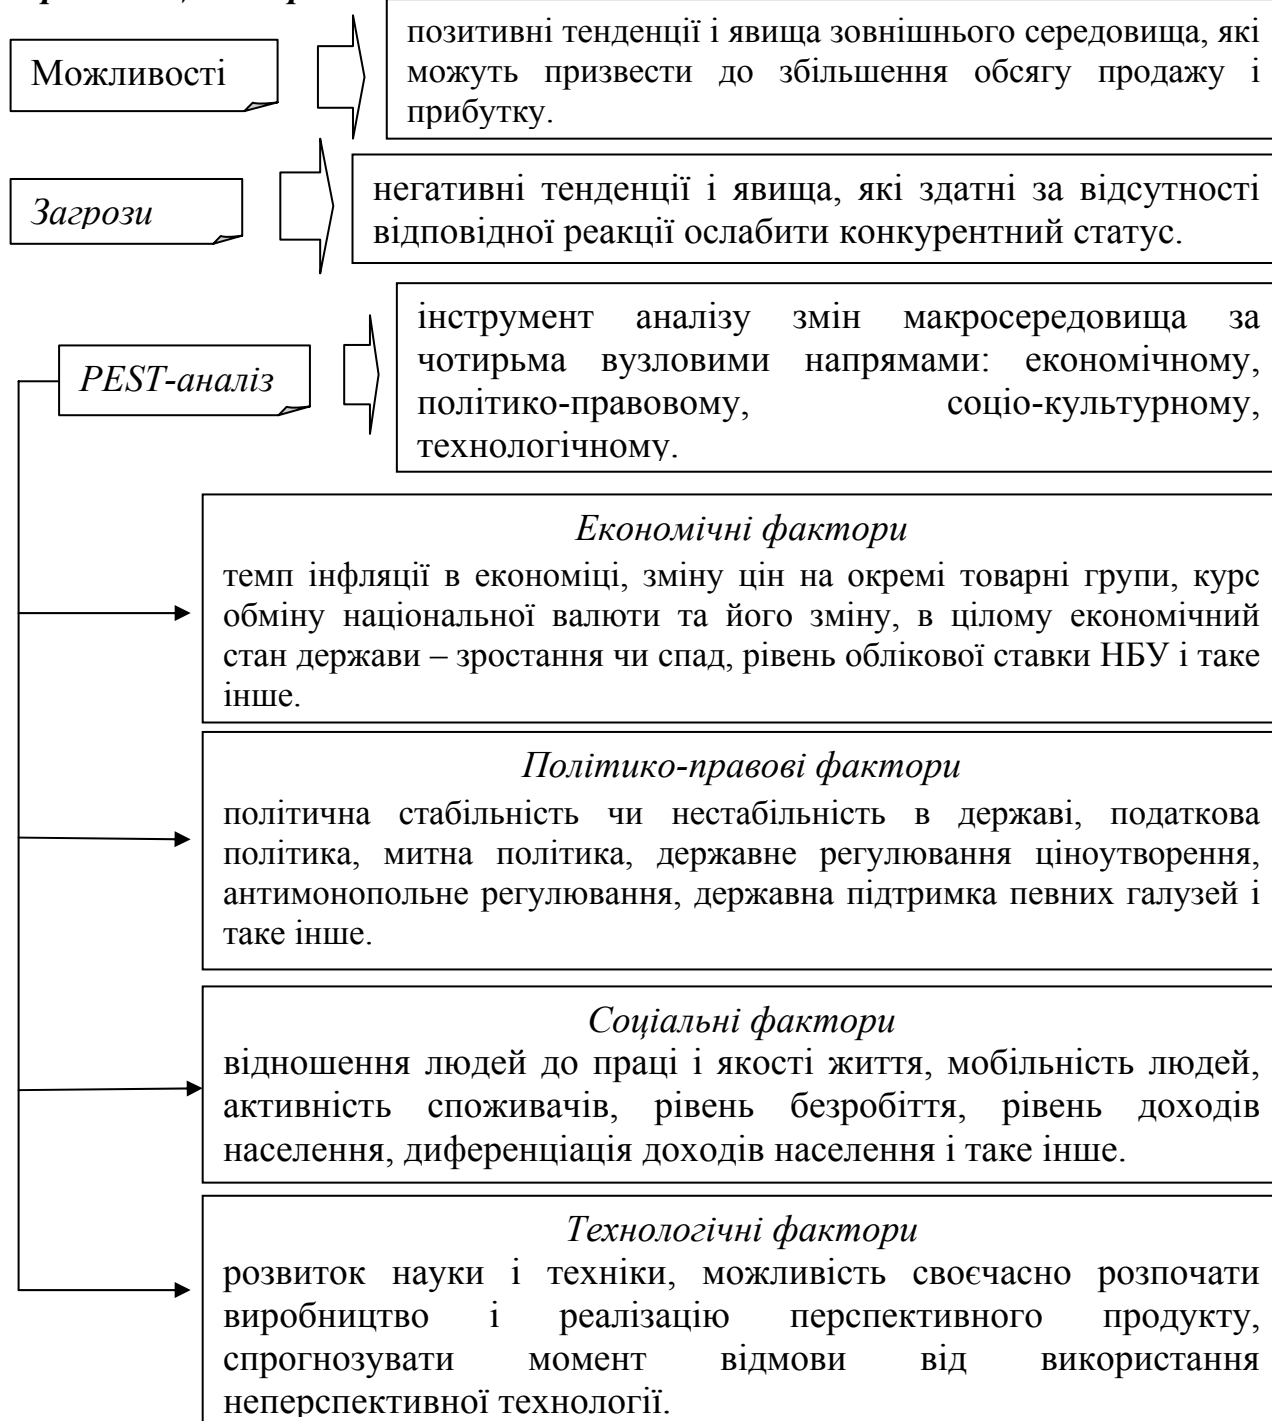 Можливості
позитивні тенденції і явища зовнішнього середовища, які
можуть призвести до збільшення обсягу продажу і
прибутку.
Загрози
негативні тенденції і явища, які здатні за відсутності
відповідної реакції ослабити конкурентний статус.
PEST-аналіз
інструмент аналізу змін макросередовища за
чотирьма вузловими напрямами: економічному,
політико-правовому, соціо-культурному,
технологічному.
Економічні фактори
темп інфляції в економіці, зміну цін на окремі товарні групи, курс
обміну національної валюти та його зміну, в цілому економічний
стан держави – зростання чи спад, рівень облікової ставки НБУ і таке
інше.
Політико-правові фактори
політична стабільність чи нестабільність в державі, податкова
політика, митна політика, державне регулювання ціноутворення,
антимонопольне регулювання, державна підтримка певних галузей і
таке інше.
Соціальні фактори
відношення людей до праці і якості життя, мобільність людей,
активність споживачів, рівень безробіття, рівень доходів
населення, диференціація доходів населення і таке інше.
Технологічні фактори
розвиток науки і техніки, можливість своєчасно розпочати
виробництво і реалізацію перспективного продукту,
спрогнозувати момент відмови від використання
неперспективної технології.